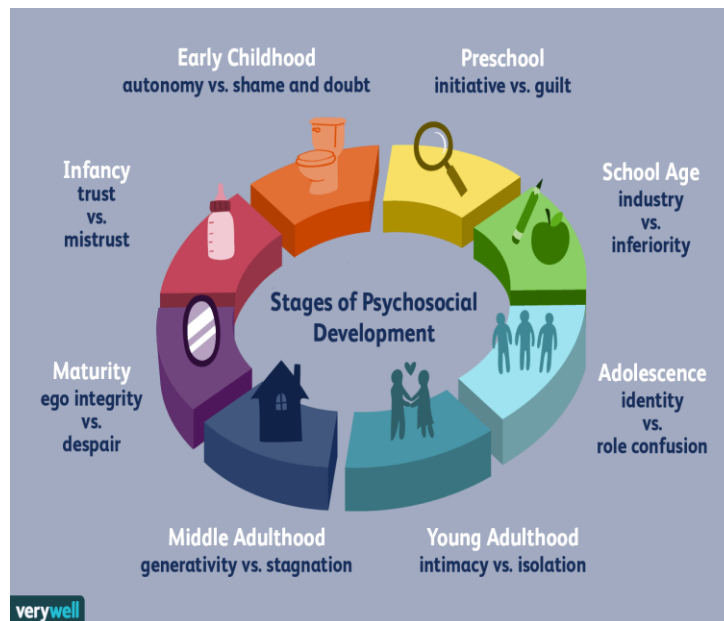 Early Childhood
autonomy vs. shame and doubt
Preschool
initiative vs. guilt
Infancy
trust
vs.
mistrust
School Age
industry
vs.
inferiority
Stages of Psychosocial
Development
Maturity
ego integrity
vs.
despair
Adolescence
identity
vs.
role confusion
Middle Adulthood
generativity vs. stagnation
Young Adulthood
intimacy vs. isolation
verywell